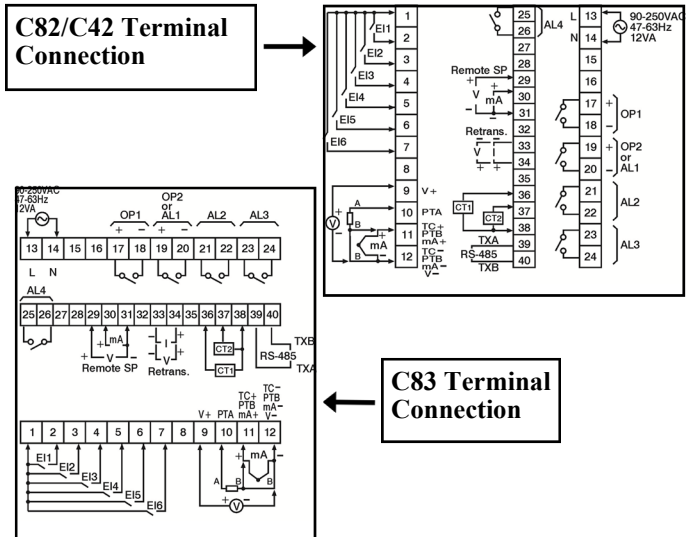 C82/C42 Terminal
Connection
1
2
3
4
5
6
7
8
9
10
11
12
EI1
EI2
EI3
EI4
EI5
EI6
V+
PTA
TC+
PTB
mA+
TC−
PTB
mA−
V−
A
B
B
+
V
−
+
mA
−
25
26
27
28
29
30
31
32
33
34
35
36
37
38
39
40
AL4
Remote SP
+
+
V
mA
−
−
Retrans.
−
−
V
I
+
+
CT1
CT2
TXA
RS-485
TXB
L
N
13
14
15
16
17
18
19
20
21
22
23
24
90-250VAC
47-63Hz
12VA
+
OP1
−
+
OP2
or
AL1
−
AL2
AL3
90-250VAC
47-63Hz
12VA
OP2
or
OP1 AL1 AL2 AL3
+ − + −
13 14 15 16 17 18 19 20 21 22 23 24
L N
AL4
25 26 27 28 29 30 31 32 33 34 35 36 37 38 39 40
+ mA −
+ V −
Remote SP
− I +
− V +
Retrans.
CT2
CT1
TXB
RS-485
TXA
TC+
PTB
mA+
TC−
PTB
mA−
V−
V+ PTA
1 2 3 4 5 6 7 8 9 10 11 12
EI1
EI2
EI3
EI4
EI5
EI6
+ mA −
A B B
+ V −
C83 Terminal
Connection